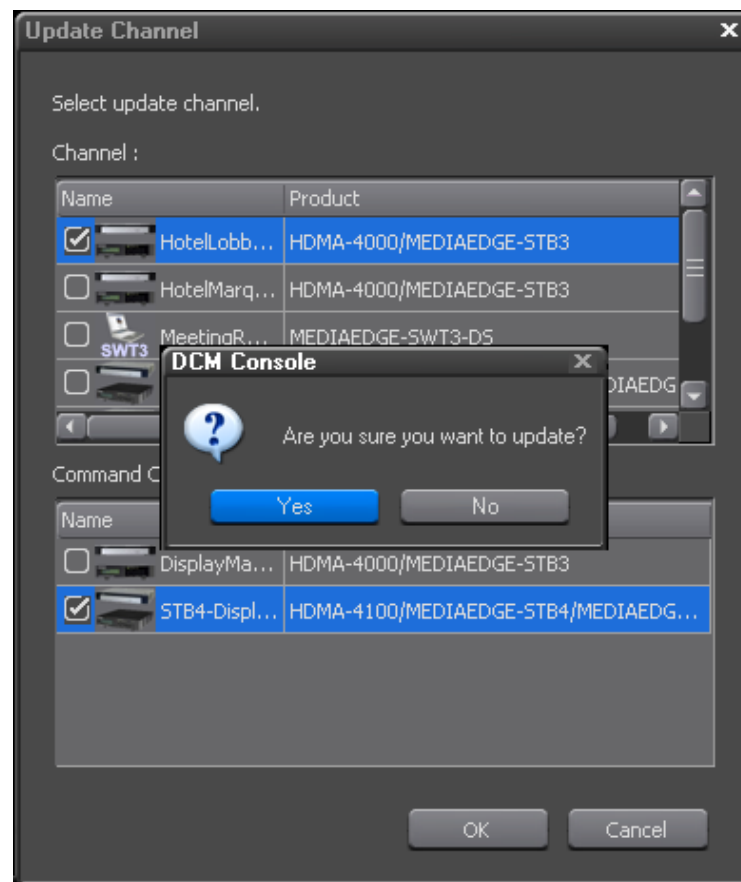 Update Channel
Select update channel.
Channel :
Name Product
HotelLobb... HDMA-4000/MEDIAEDGE-STB3
HotelMarq... HDMA-4000/MEDIAEDGE-STB3
SWT3 MeetingR... MEDIAEDGE-SWT3-DS
DIAEDG
DCM Console
Are you sure you want to update?
Yes No
Command C
Name
DisplayMa... HDMA-4000/MEDIAEDGE-STB3
STB4-Displ... HDMA-4100/MEDIAEDGE-STB4/MEDIAEDG...
OK Cancel